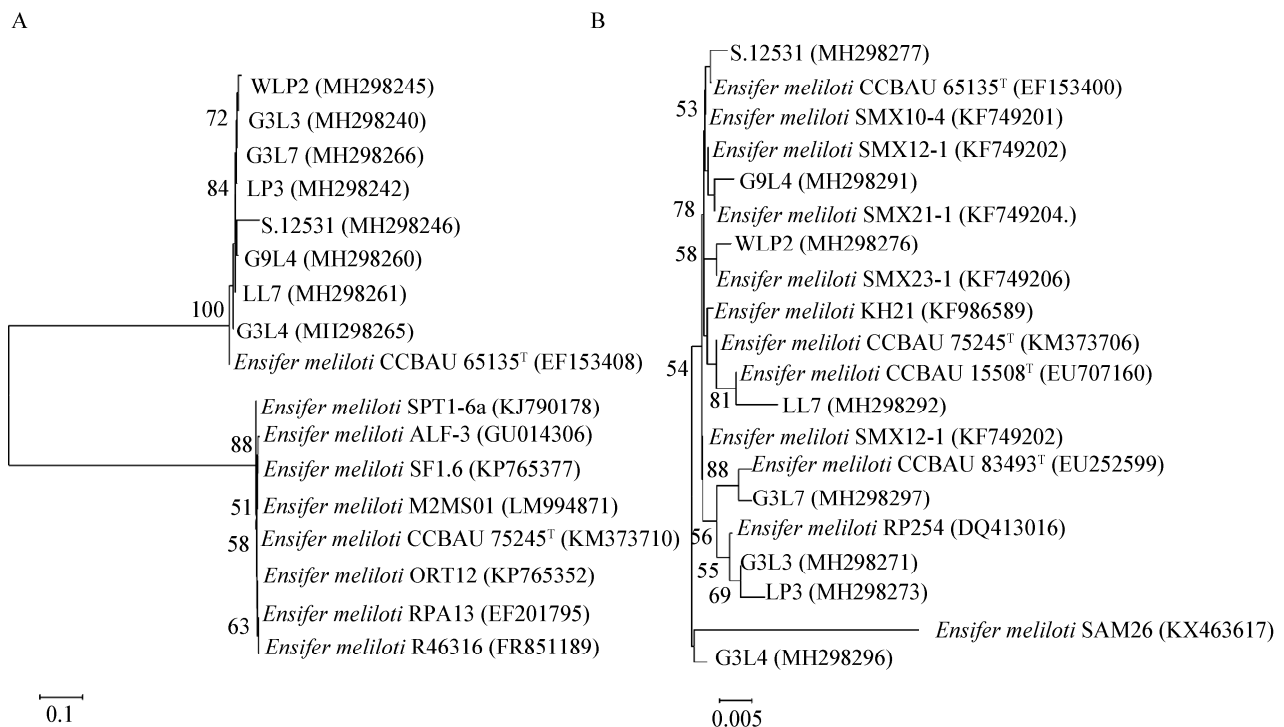 A
WLP2 (MH298245)
72
G3L3 (MH298240)
G3L7 (MH298266)
84
LP3 (MH298242)
S.12531 (MH298246)
G9L4 (MH298260)
LL7 (MH298261)
100
G3L4 (MH298265)
Ensifer meliloti CCBAU 65135ᵀ (EF153408)
Ensifer meliloti SPT1-6a (KJ790178)
88
Ensifer meliloti ALF-3 (GU014306)
Ensifer meliloti SF1.6 (KP765377)
51
Ensifer meliloti M2MS01 (LM994871)
58
Ensifer meliloti CCBAU 75245ᵀ (KM373710)
Ensifer meliloti ORT12 (KP765352)
63
Ensifer meliloti RPA13 (EF201795)
Ensifer meliloti R46316 (FR851189)
0.1
B
S.12531 (MH298277)
Ensifer meliloti CCBAU 65135ᵀ (EF153400)
53
Ensifer meliloti SMX10-4 (KF749201)
Ensifer meliloti SMX12-1 (KF749202)
G9L4 (MH298291)
78
Ensifer meliloti SMX21-1 (KF749204.)
WLP2 (MH298276)
58
Ensifer meliloti SMX23-1 (KF749206)
Ensifer meliloti KH21 (KF986589)
Ensifer meliloti CCBAU 75245ᵀ (KM373706)
54
Ensifer meliloti CCBAU 15508ᵀ (EU707160)
81
LL7 (MH298292)
Ensifer meliloti SMX12-1 (KF749202)
88
Ensifer meliloti CCBAU 83493ᵀ (EU252599)
G3L7 (MH298297)
Ensifer meliloti RP254 (DQ413016)
56
G3L3 (MH298271)
55
LP3 (MH298273)
69
Ensifer meliloti SAM26 (KX463617)
G3L4 (MH298296)
0.005